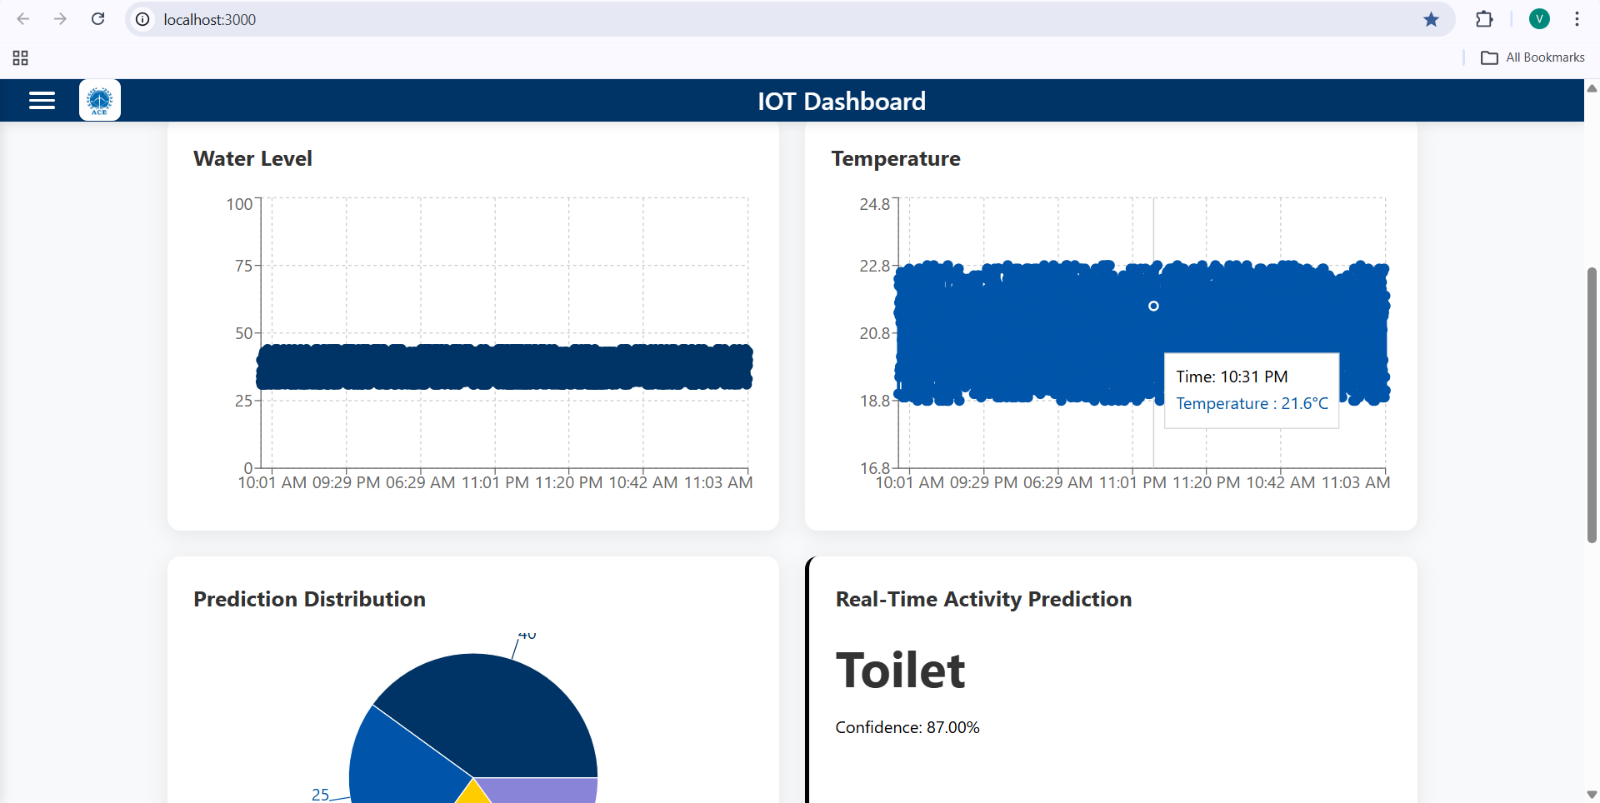 localhost:3000
V
All Bookmarks
ACE
IOT Dashboard
Water Level
100
75
50
25
0
10:01 AM 09:29 PM 06:29 AM 11:01 PM 11:20 PM 10:42 AM 11:03 AM
Temperature
24.8
22.8
20.8
18.8
16.8
Time: 10:31 PM
Temperature : 21.6°C
10:01 AM 09:29 PM 06:29 AM 11:01 PM 11:20 PM 10:42 AM 11:03 AM
Prediction Distribution
40
25
Real-Time Activity Prediction
Toilet
Confidence: 87.00%